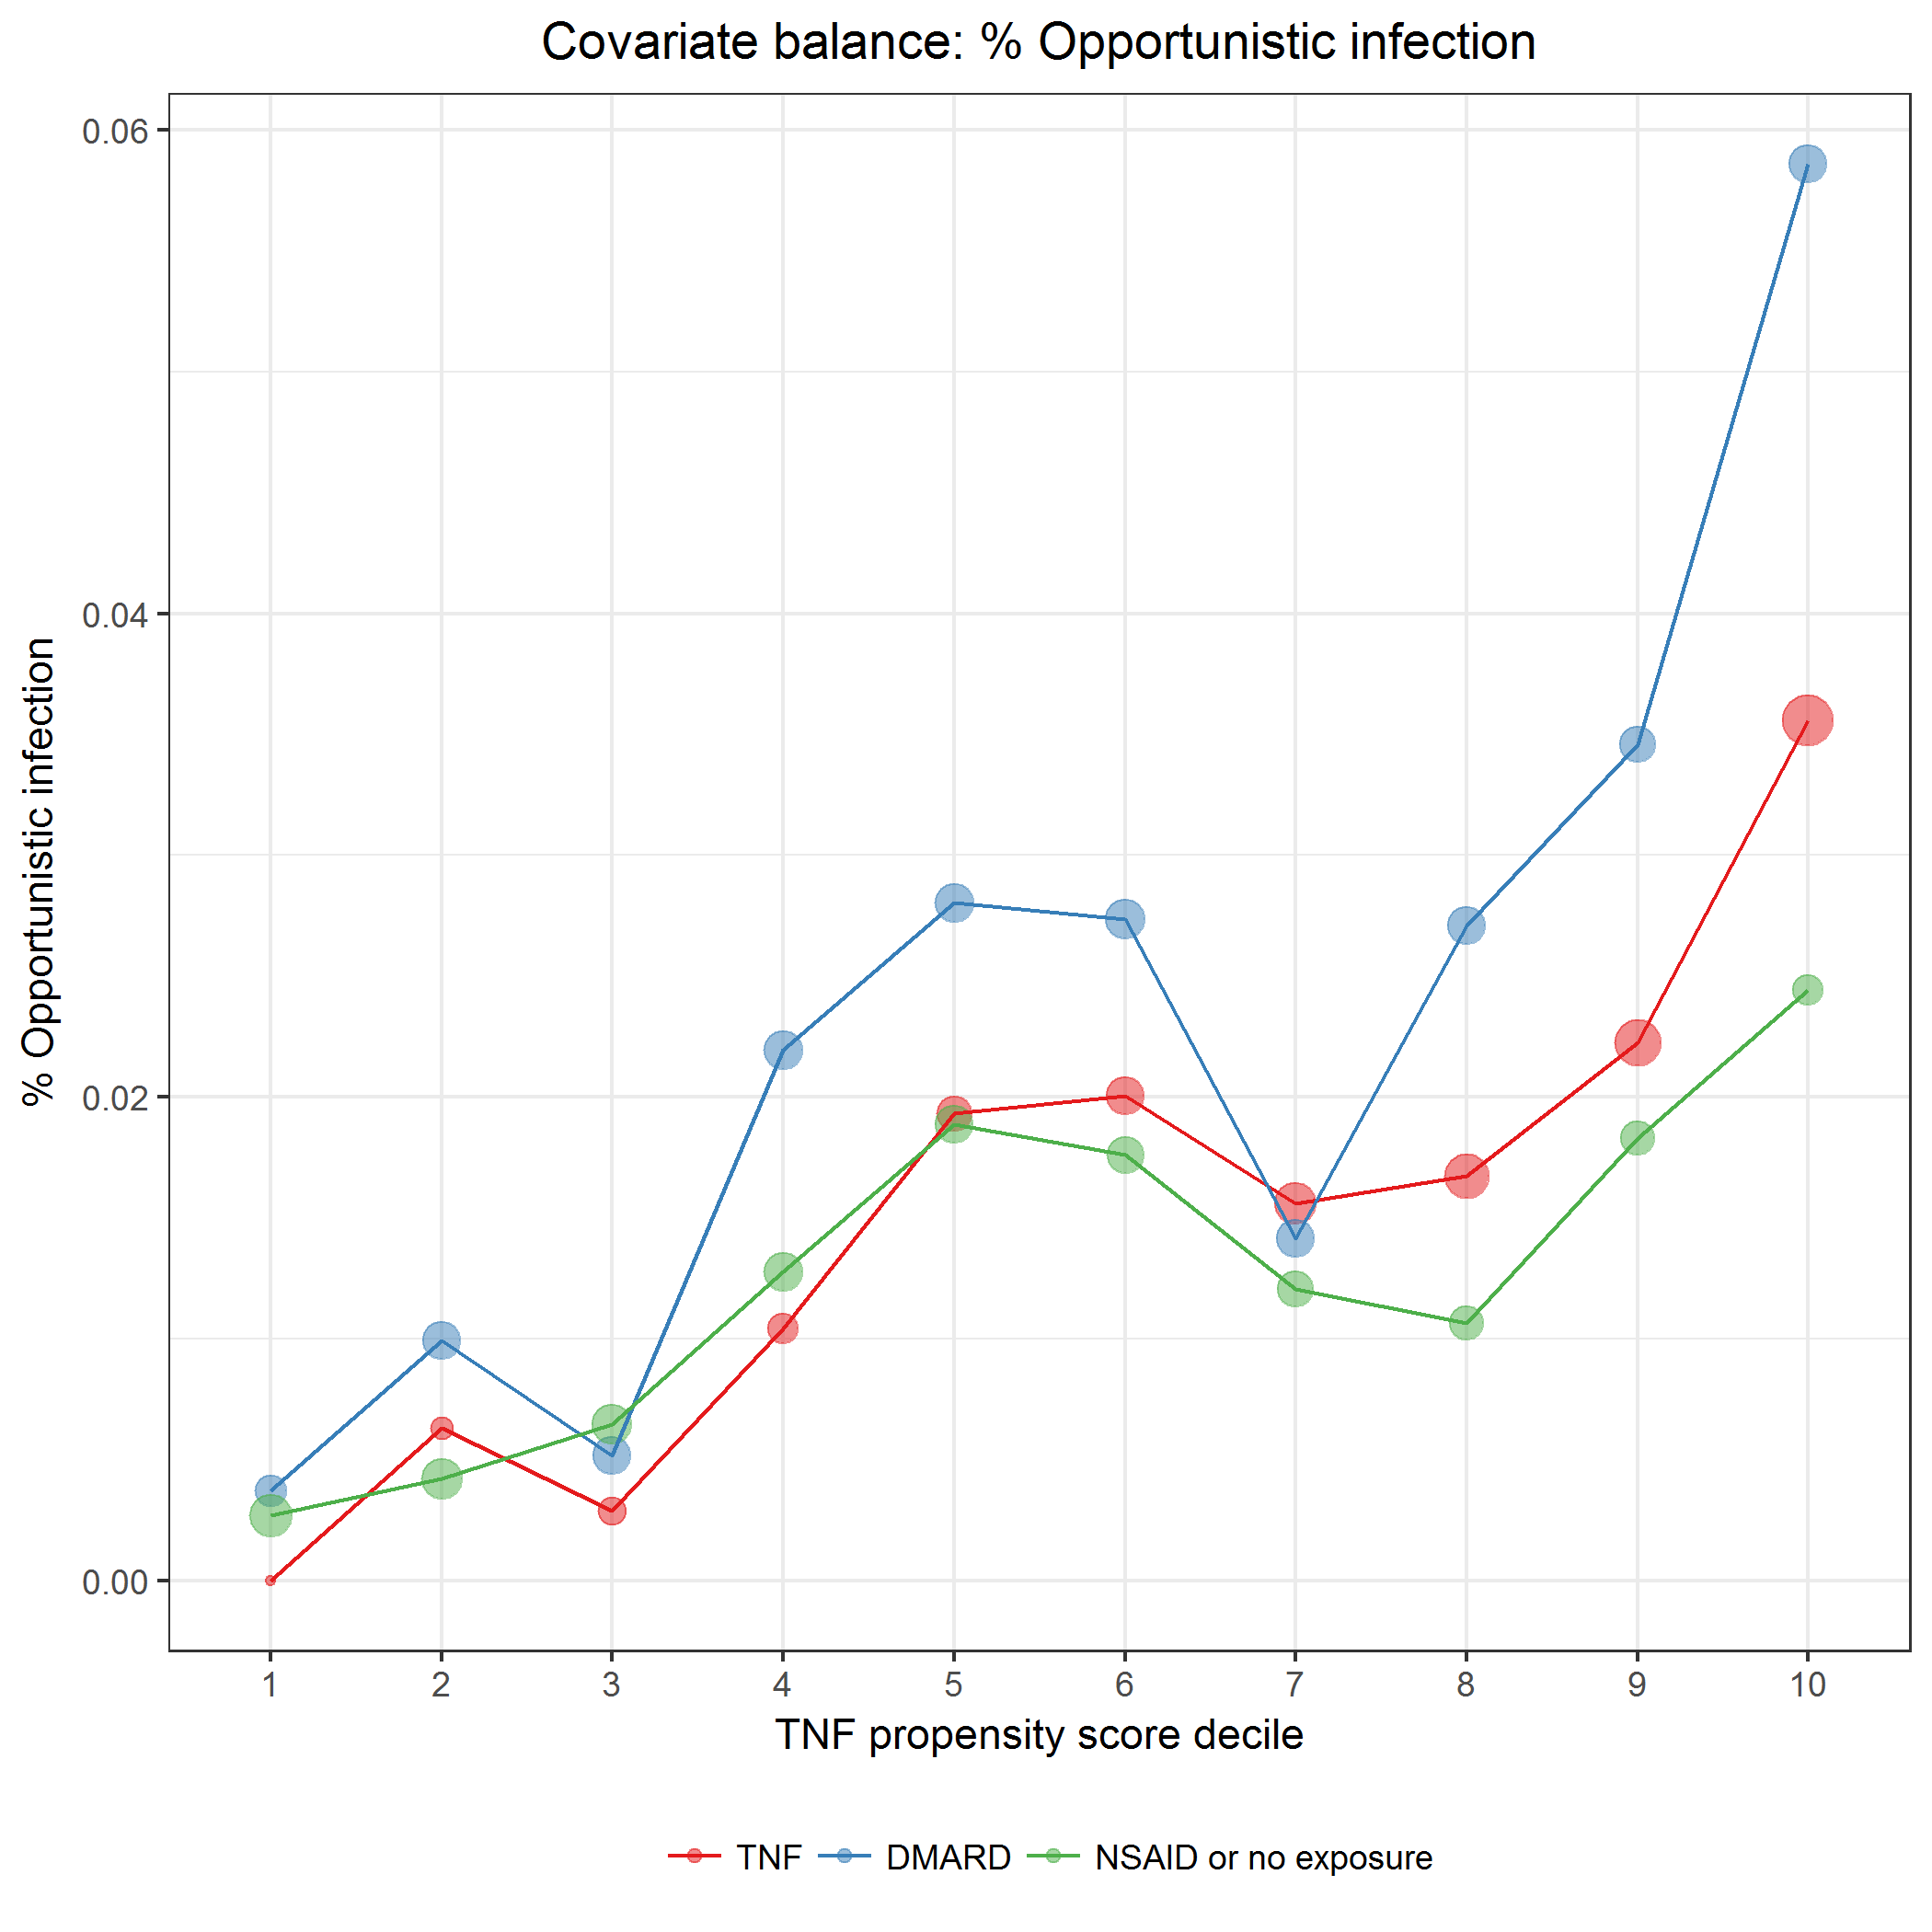 Covariate balance: % Opportunistic infection
% Opportunistic infection
0.06
0.04
0.02
0.00
1 2 3 4 5 6 7 8 9 10
TNF propensity score decile
TNF DMARD NSAID or no exposure